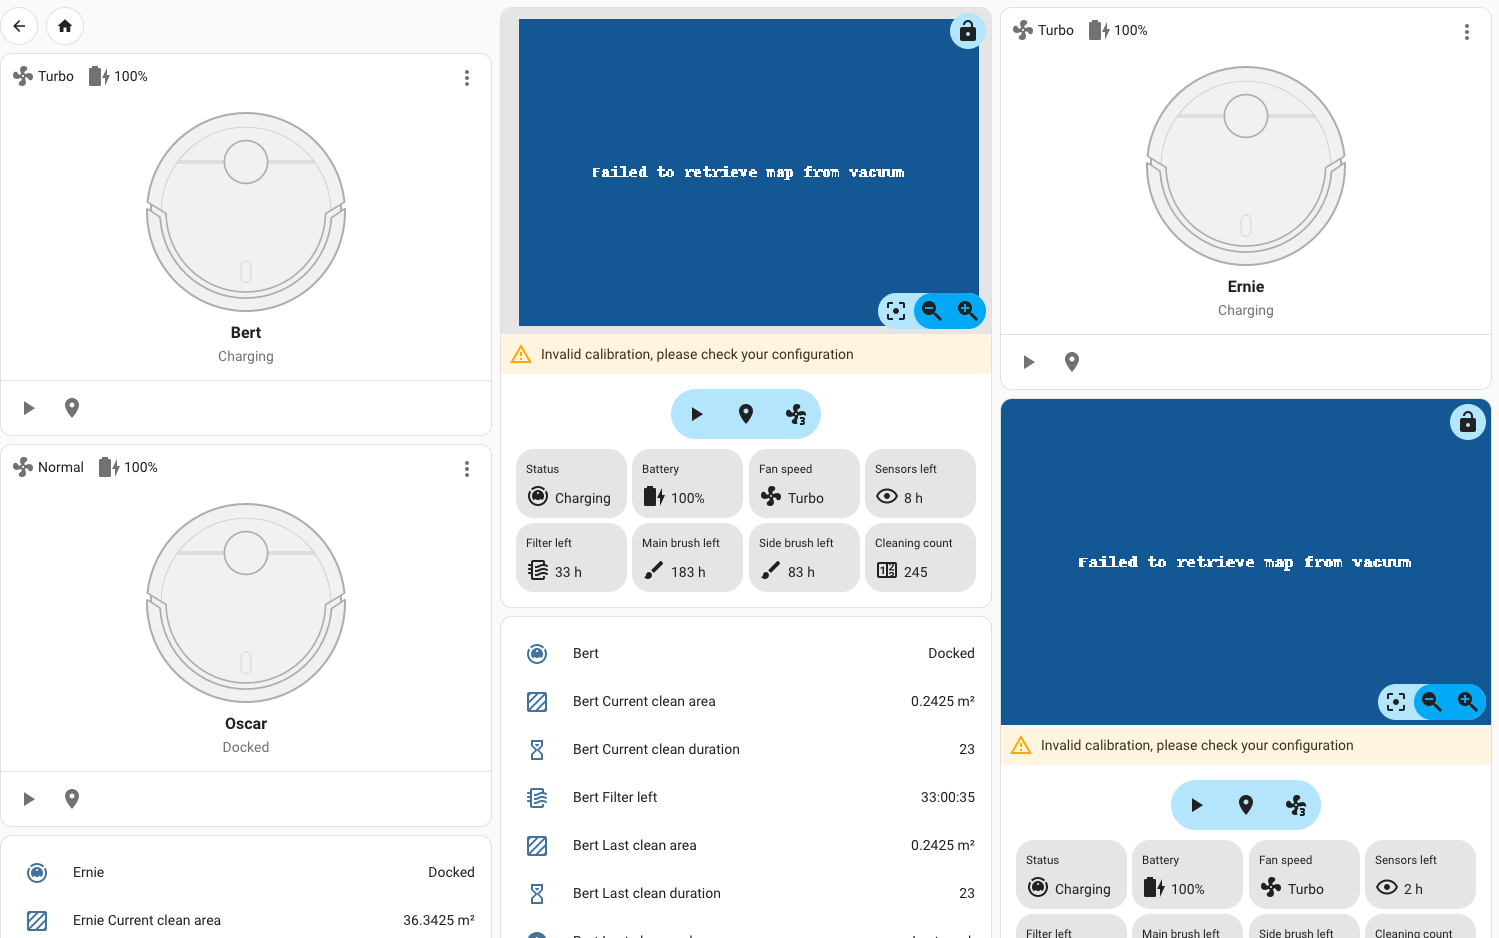 Turbo 100%
Bert
Charging
Normal 100%
Oscar
Docked
Ernie Docked
Ernie Current clean area 36.3425 m²
Failed to retrieve map from vacuum
Invalid calibration, please check your configuration
3
Status Battery Fan speed Sensors left
Charging 100% Turbo 8 h
Filter left Main brush left Side brush left Cleaning count
33 h 183 h 83 h 245
Bert Docked
Bert Current clean area 0.2425 m²
Bert Current clean duration 23
Bert Filter left 33:00:35
Bert Last clean area 0.2425 m²
Bert Last clean duration 23
Turbo 100%
Ernie
Charging
Failed to retrieve map from vacuum
Invalid calibration, please check your configuration
3
Status Battery Fan speed Sensors left
Charging 100% Turbo 2 h
Filter left Main brush left Side brush left Cleaning count